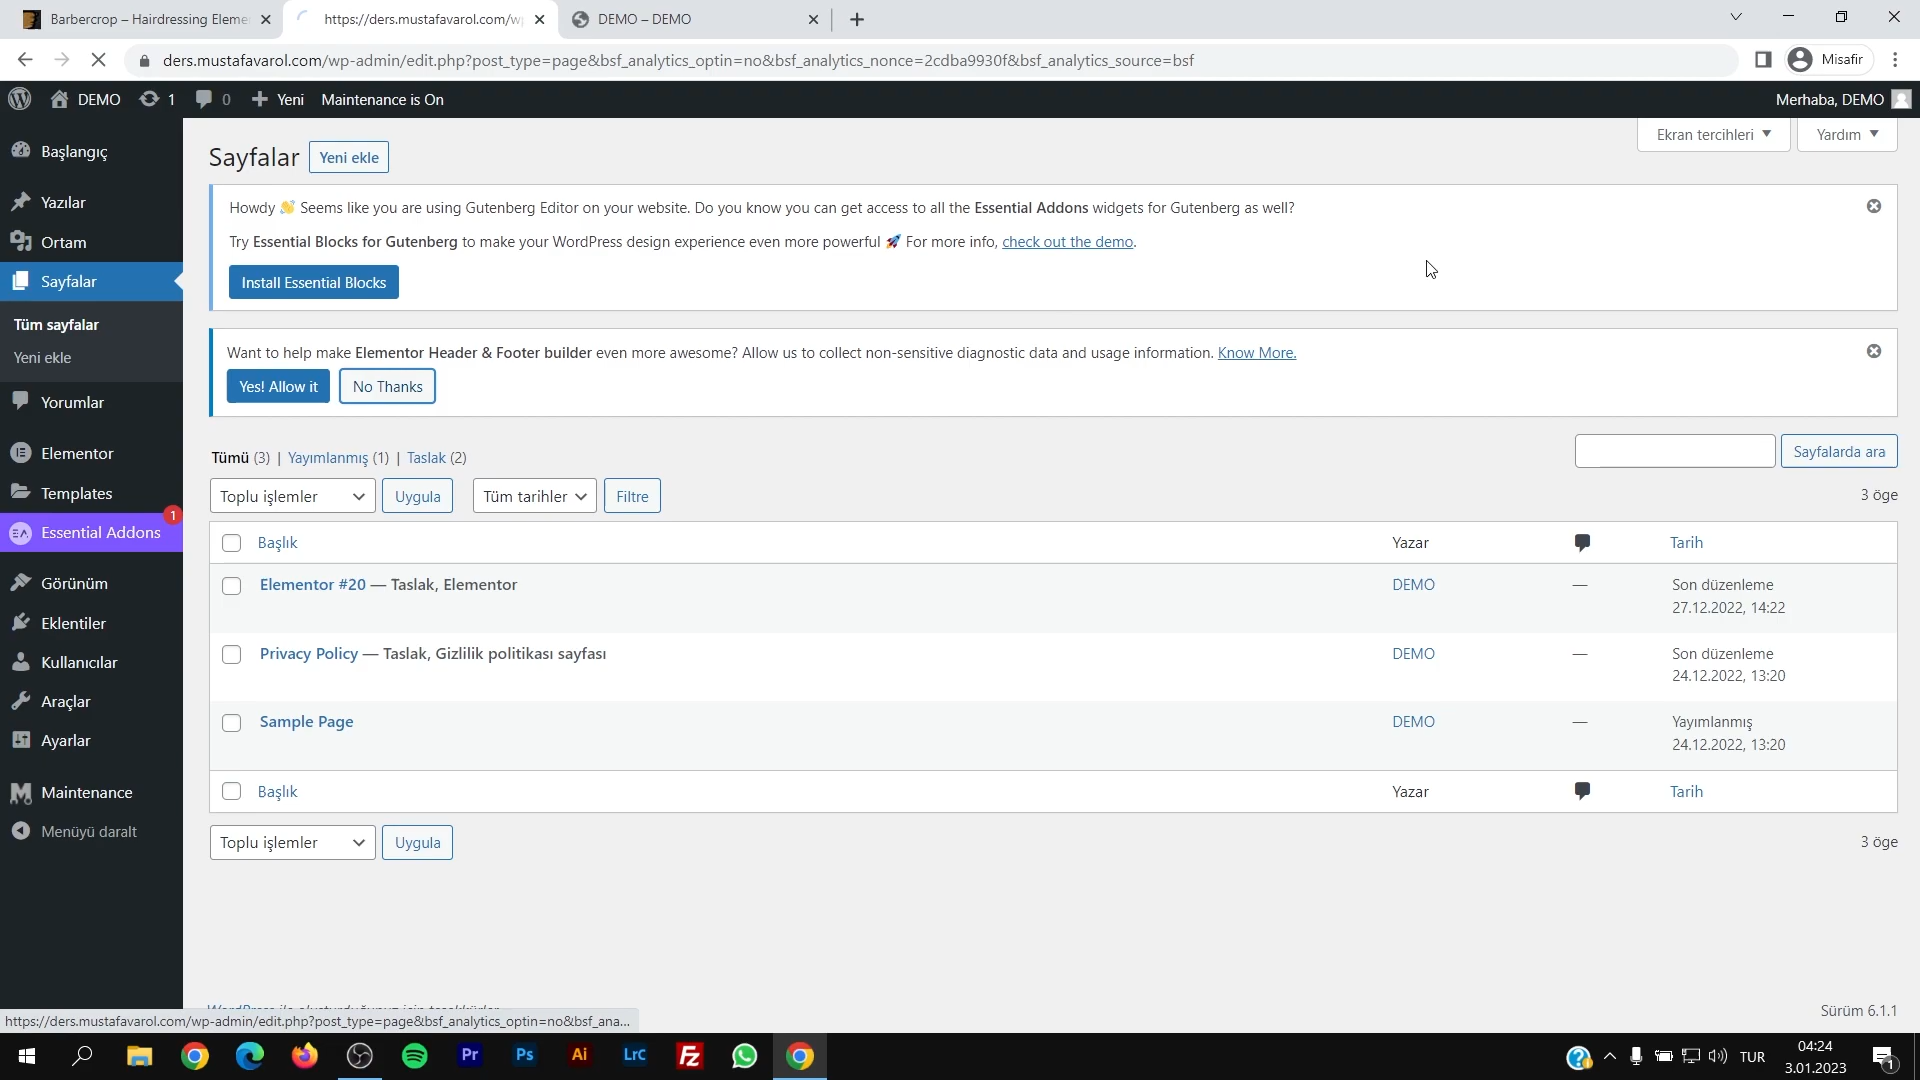 Barbercrop – Hairdressing Eleme
https://ders.mustafavarol.com/w
DEMO – DEMO
ders.mustafavarol.com/wp-admin/edit.php?post_type=page&bsf_analytics_optin=no&bsf_analytics_nonce=2cdba9930f&bsf_analytics_source=bsf
Misafir
DEMO
1
0
Yeni
Maintenance is On
Merhaba, DEMO
Başlangıç
Yazılar
Ortam
Sayfalar
Tüm sayfalar
Yeni ekle
Yorumlar
Elementor
Templates
Essential Addons
1
Görünüm
Eklentiler
Kullanıcılar
Araçlar
Ayarlar
Maintenance
Menüyü daralt
Ekran tercihleri
Yardım
Sayfalar
Yeni ekle
Howdy 👋 Seems like you are using Gutenberg Editor on your website. Do you know you can get access to all the Essential Addons widgets for Gutenberg as well?
Try Essential Blocks for Gutenberg to make your WordPress design experience even more powerful 🚀 For more info, check out the demo.
Install Essential Blocks
Want to help make Elementor Header & Footer builder even more awesome? Allow us to collect non-sensitive diagnostic data and usage information. Know More.
Yes! Allow it
No Thanks
Tümü (3) | Yayımlanmış (1) | Taslak (2)
Sayfalarda ara
Toplu işlemler
Uygula
Tüm tarihler
Filtre
3 öge
Başlık
Yazar
Tarih
Elementor #20 — Taslak, Elementor
DEMO
—
Son düzenleme
27.12.2022, 14:22
Privacy Policy — Taslak, Gizlilik politikası sayfası
DEMO
—
Son düzenleme
24.12.2022, 13:20
Sample Page
DEMO
—
Yayımlanmış
24.12.2022, 13:20
Başlık
Yazar
Tarih
Toplu işlemler
Uygula
3 öge
Sürüm 6.1.1
https://ders.mustafavarol.com/wp-admin/edit.php?post_type=page&bsf_analytics_optin=no&bsf_ana...
Pr
Ps
Ai
LrC
Fz
TUR
04:24
3.01.2023
1